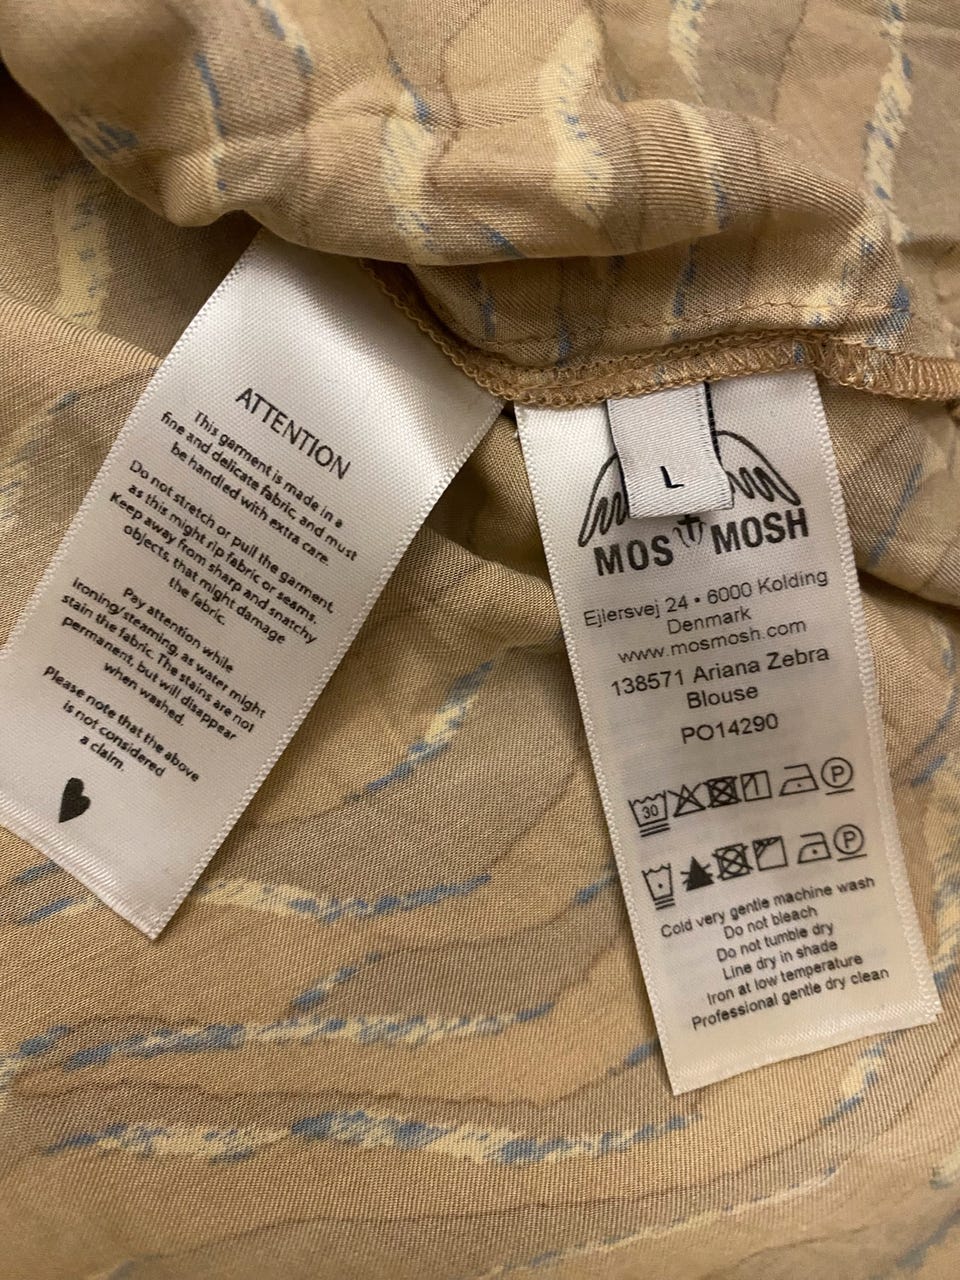 ATTENTION
This garment is made in a
fine and delicate fabric, and must
be handled with extra care.
Do not stretch or pull the garment,
as this might rip fabric or seams.
Keep away from sharp and snatchy
objects, that might damage
the fabric.
Pay attention while
ironing/steaming, as water might
stain the fabric. The stains are not
permanent, but will disappear
when washed.
Please note that the above
is not considered
a claim.
L
MOS MOSH
Ejlersvej 24 • 6000 Kolding
Denmark
www.mosmosh.com
138571 Ariana Zebra
Blouse
PO14290
30 P
P
Cold very gentle machine wash
Do not bleach
Do not tumble dry
Line dry in shade
Iron at low temperature
Professional gentle dry clean